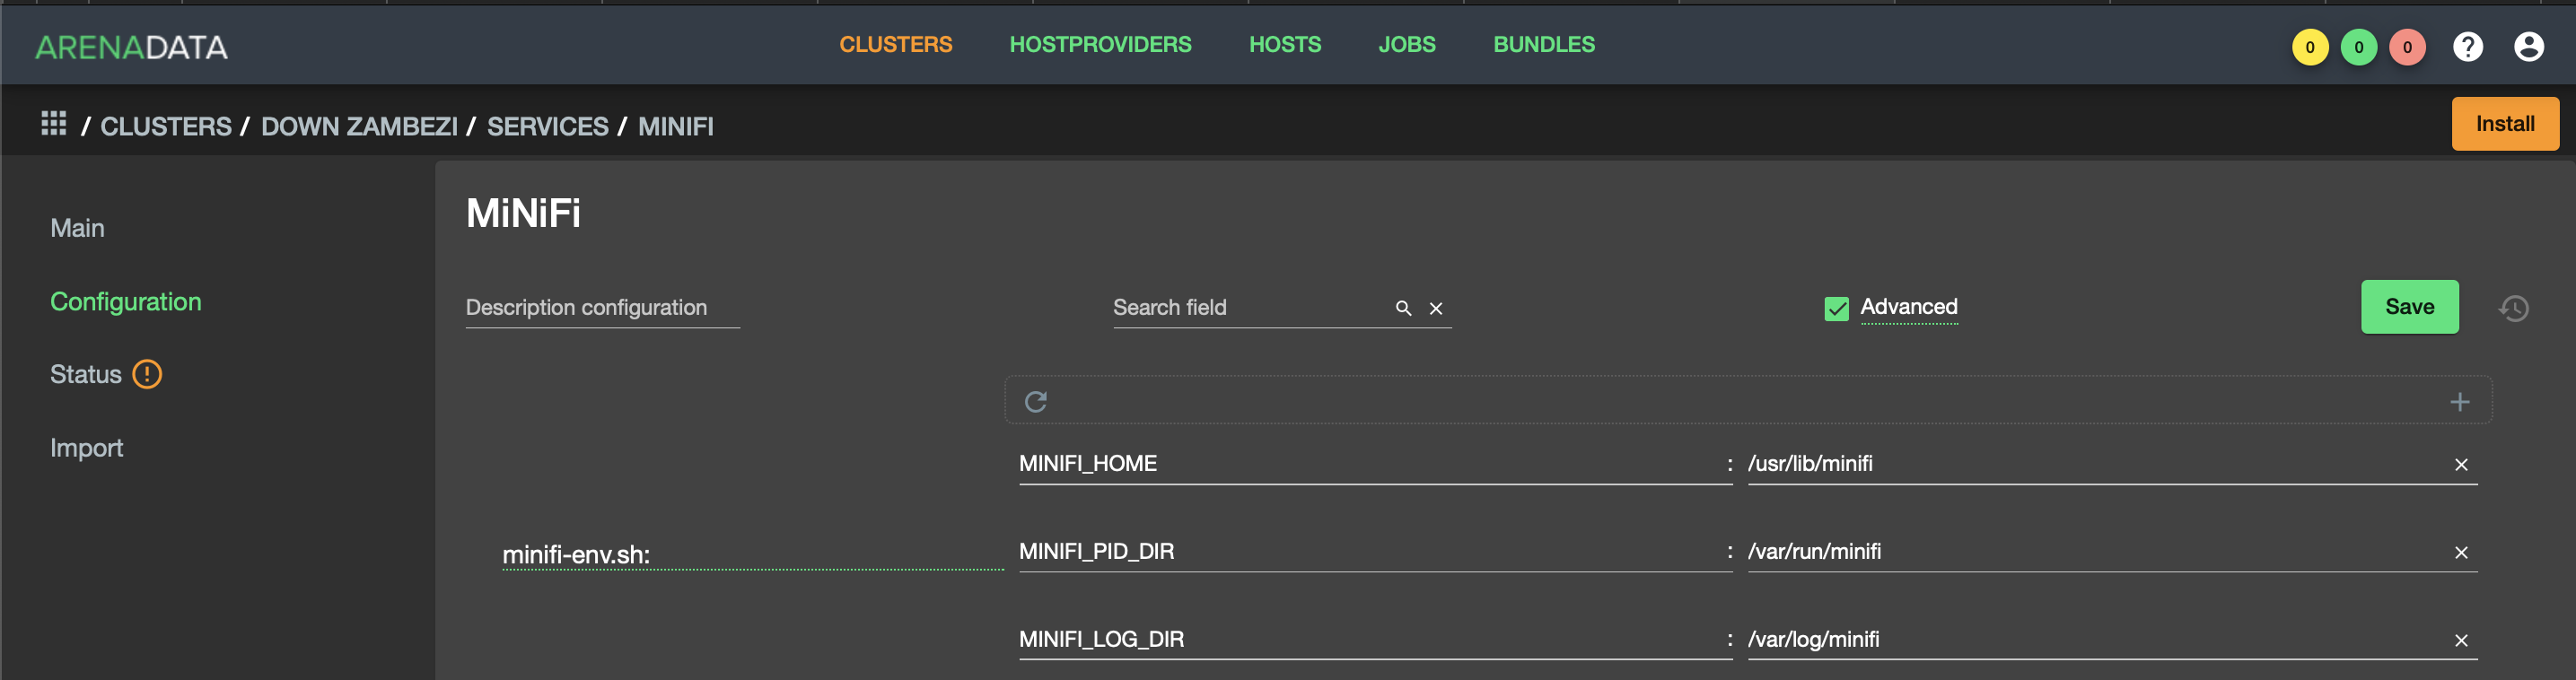 ARENADATA CLUSTERS HOSTPROVIDERS HOSTS JOBS BUNDLES 0 0 0 ?
/ CLUSTERS / DOWN ZAMBEZI / SERVICES / MINIFI Install
Main
Configuration
Status !
Import
MiNiFi
Description configuration Search field Advanced Save
MINIFI_HOME : /usr/lib/minifi
minifi-env.sh: MINIFI_PID_DIR : /var/run/minifi
MINIFI_LOG_DIR : /var/log/minifi